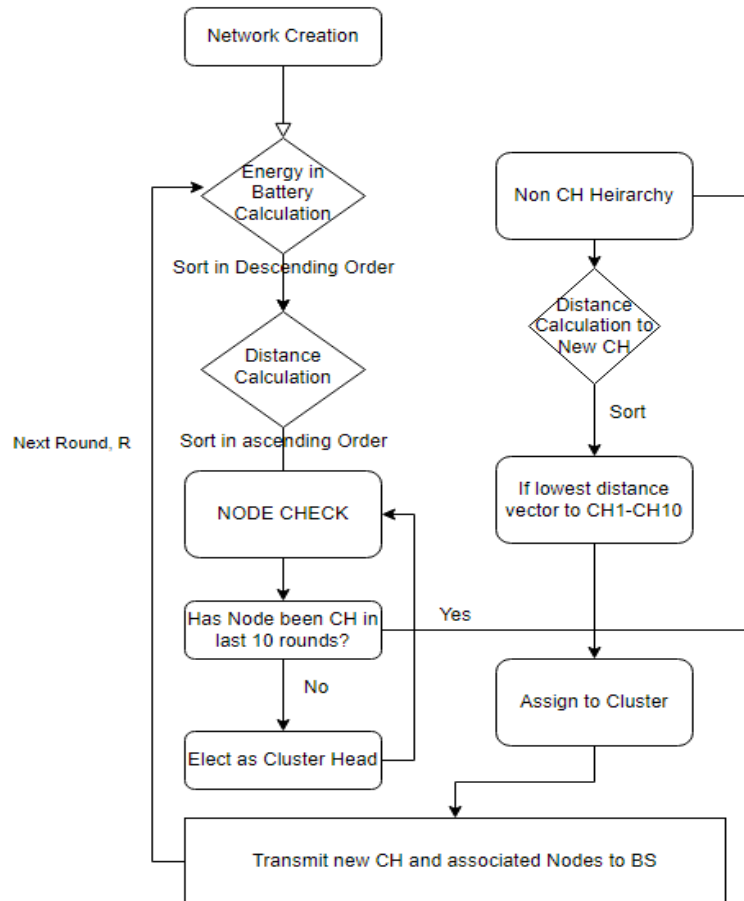 Network Creation
Energy in
Battery
Calculation
Sort in Descending Order
Distance
Calculation
Next Round, R
Sort in ascending Order
NODE CHECK
Has Node been CH in
last 10 rounds?
Yes
No
Elect as Cluster Head
Non CH Heirarchy
Distance
Calculation to
New CH
Sort
If lowest distance
vector to CH1-CH10
Assign to Cluster
Transmit new CH and associated Nodes to BS